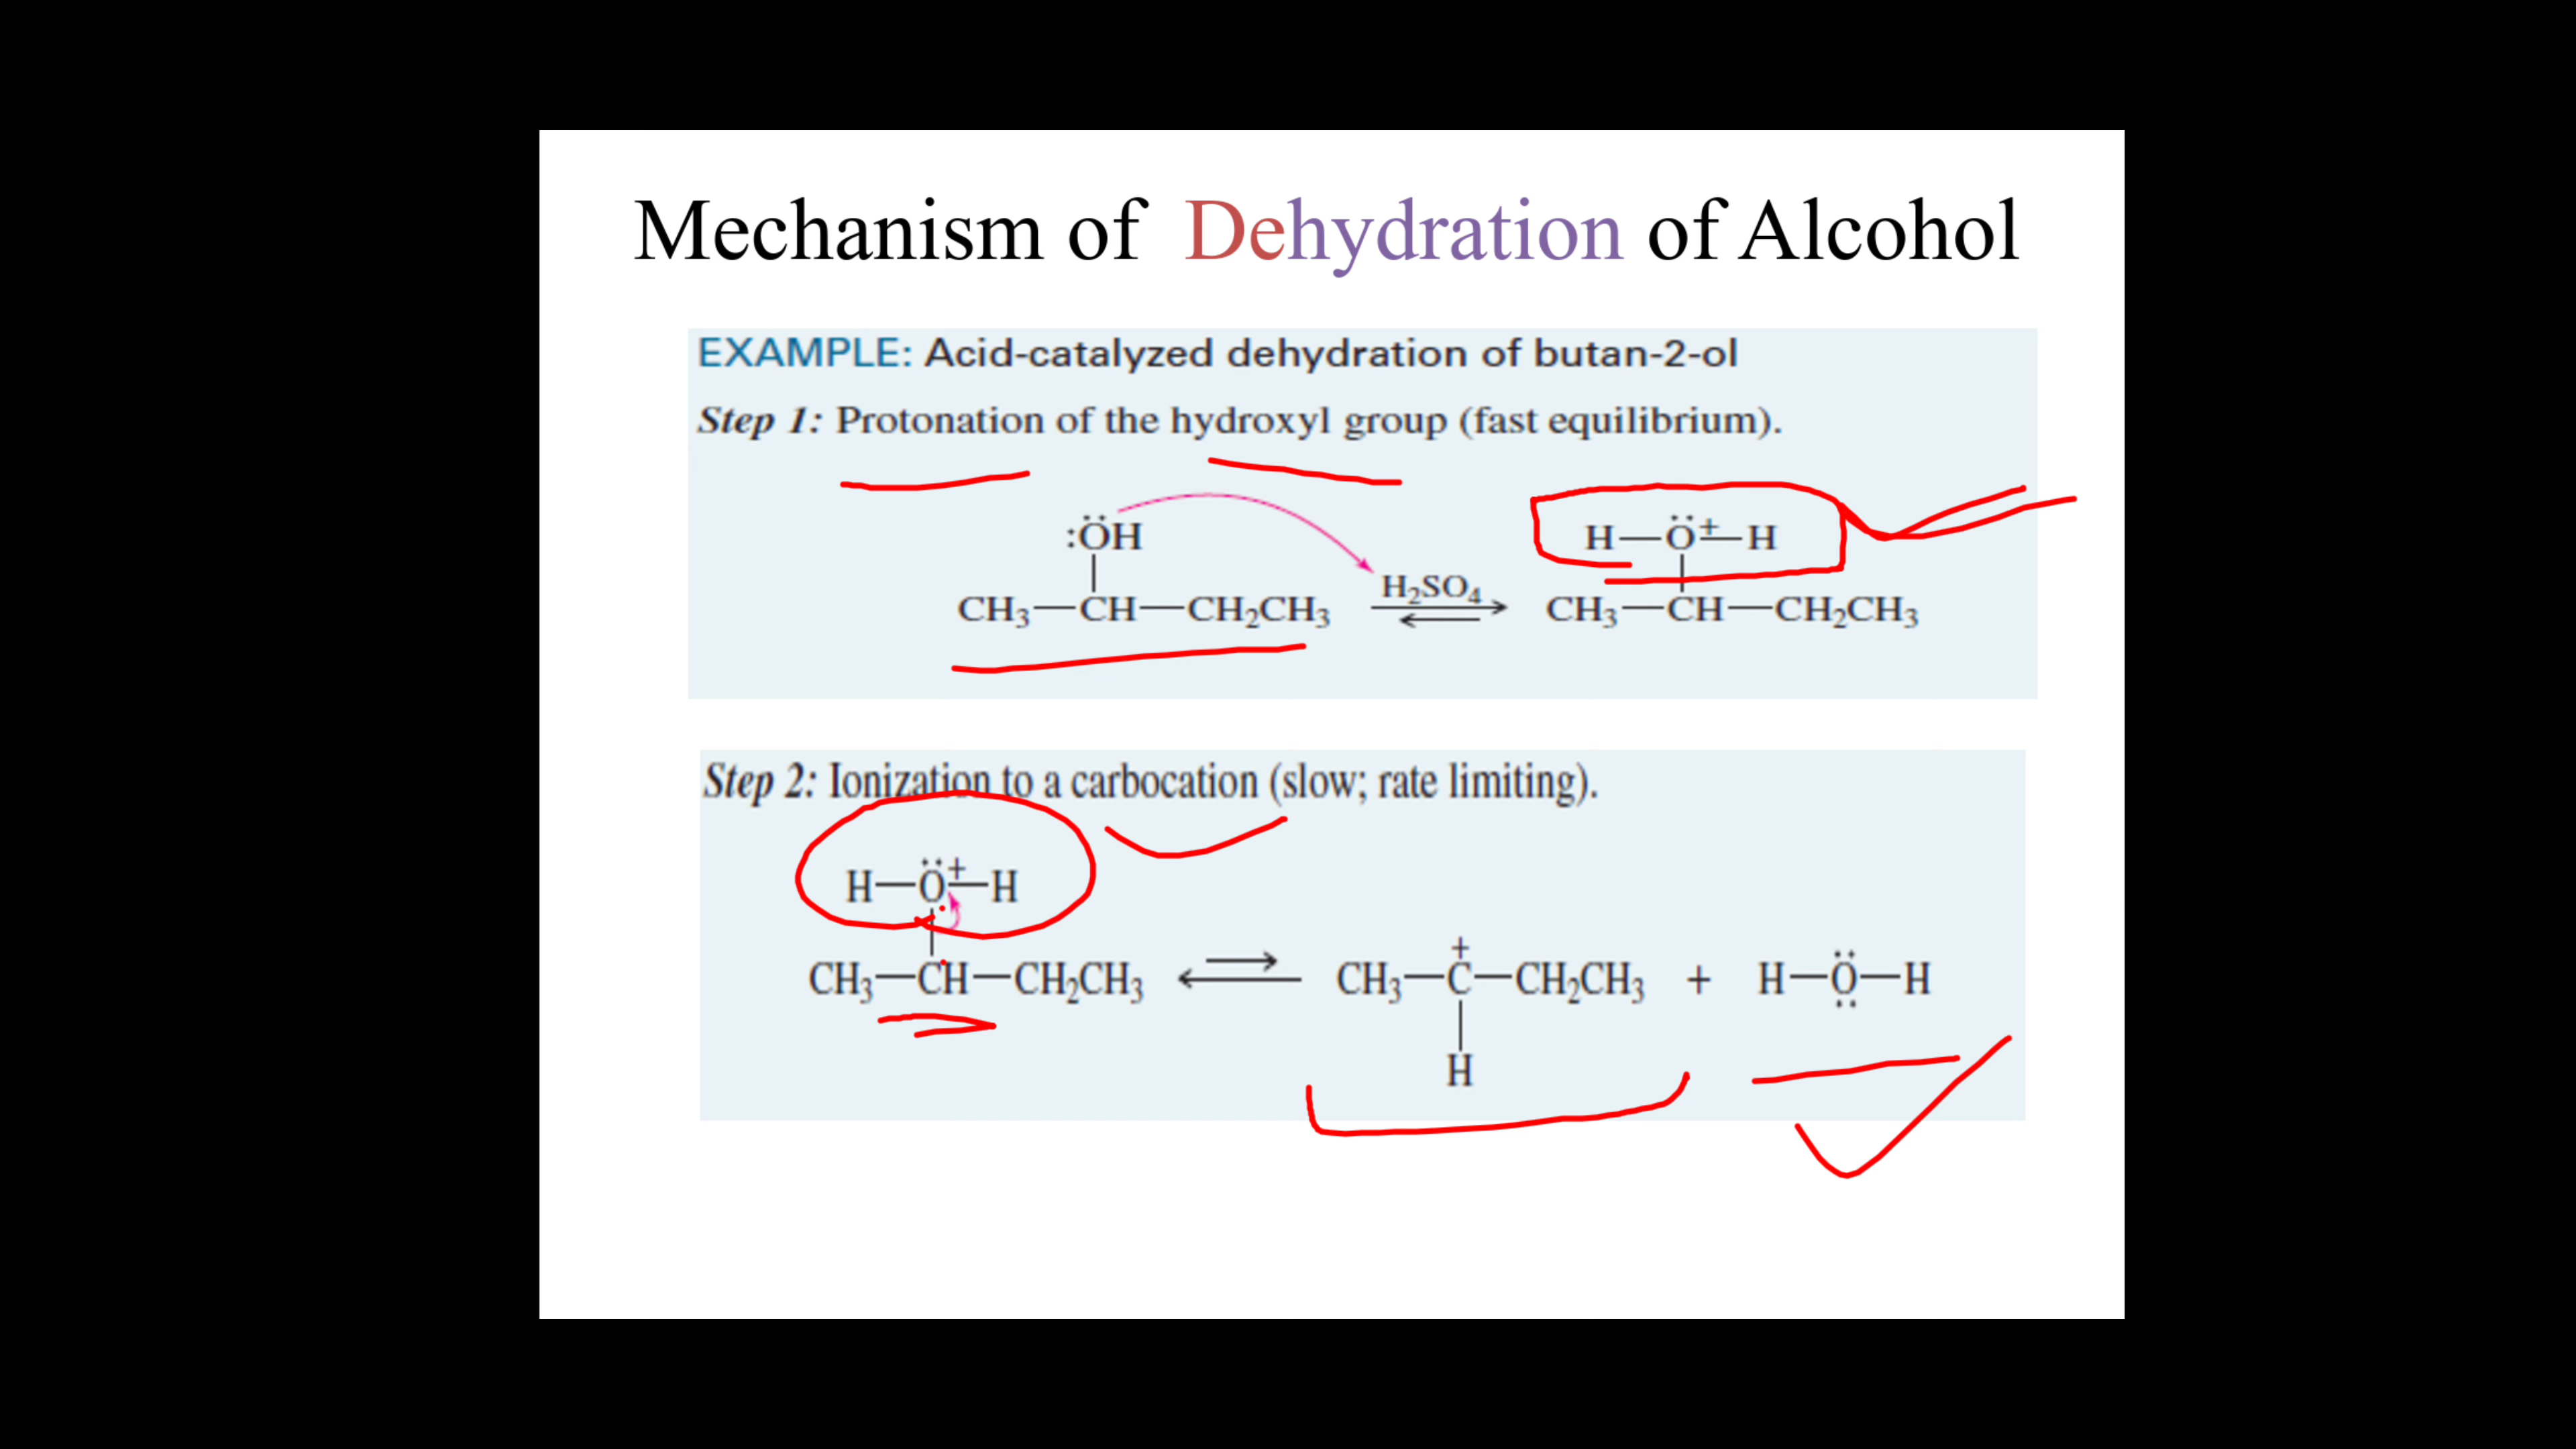 Mechanism of Dehydration of Alcohol
EXAMPLE: Acid-catalyzed dehydration of butan-2-ol
Step 1: Protonation of the hydroxyl group (fast equilibrium).
:ÖH
H—Ö⁺—H
H₂SO₄
CH₃—CH—CH₂CH₃ ⇌ CH₃—CH—CH₂CH₃
Step 2: Ionization to a carbocation (slow; rate limiting).
H—Ö⁺—H
CH₃—CH—CH₂CH₃ ⇌ CH₃—C⁺—CH₂CH₃ + H—Ö—H
H